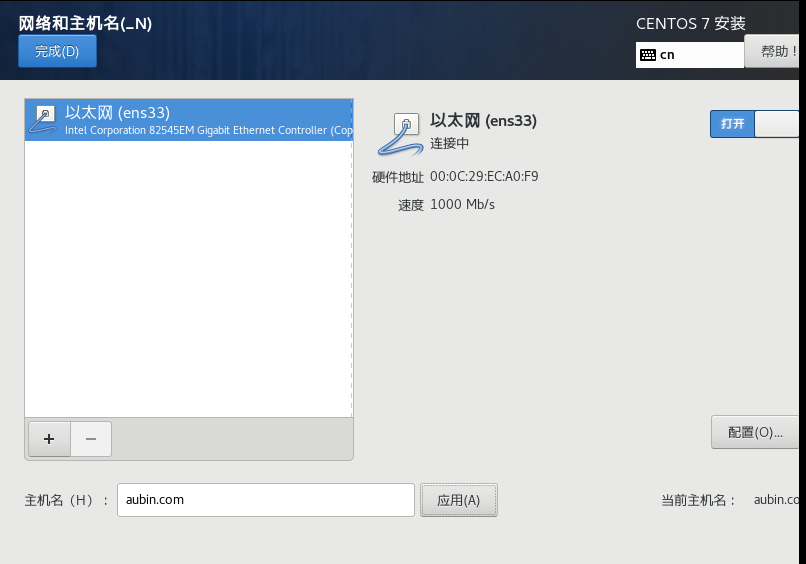 网络和主机名(_N)
CENTOS 7 安装
完成(D)
cn
帮助！
以太网 (ens33)
Intel Corporation 82545EM Gigabit Ethernet Controller (Cop
以太网 (ens33)
连接中
打开
硬件地址 00:0C:29:EC:A0:F9
速度 1000 Mb/s
+ −
配置(O)...
主机名（H）： aubin.com 应用(A) 当前主机名： aubin.co